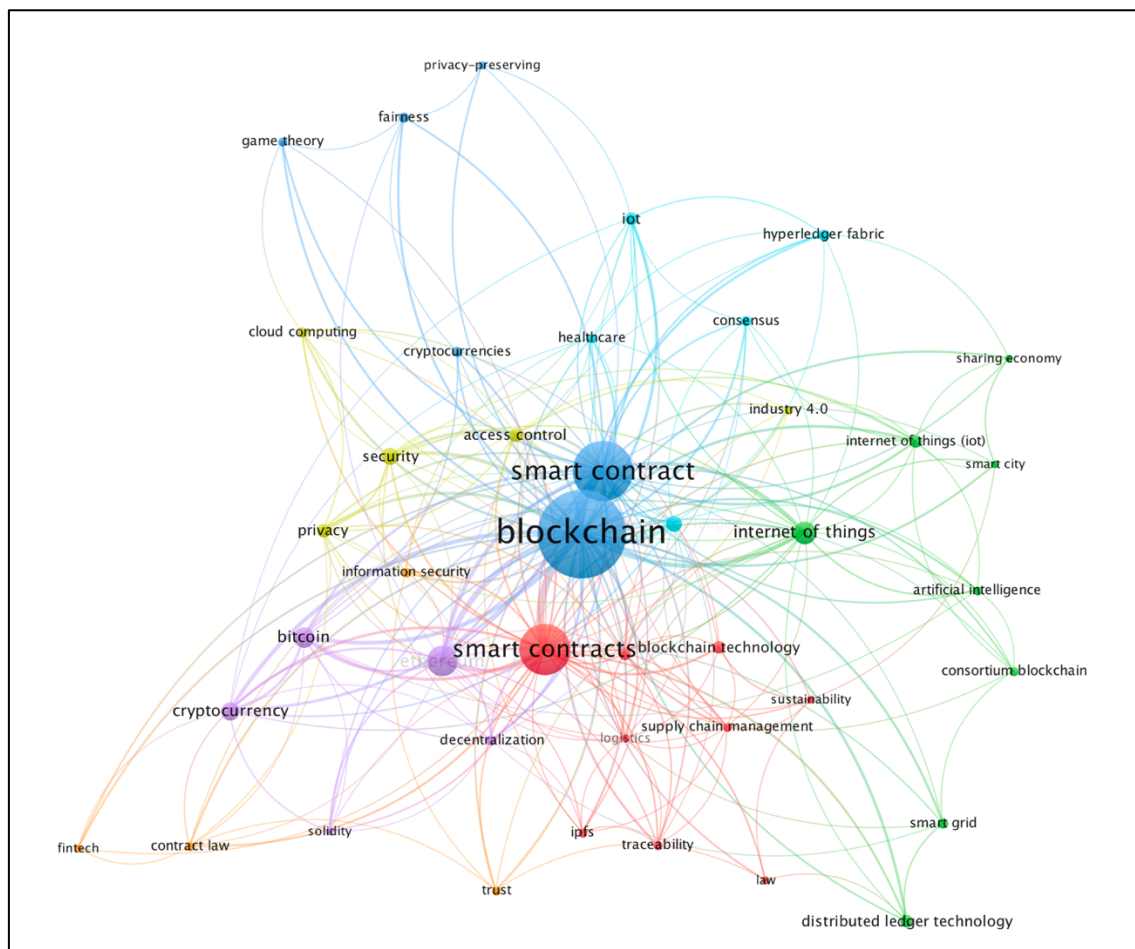 privacy-preserving
fairness
game theory
iot
hyperledger fabric
cloud computing
cryptocurrencies
healthcare
consensus
sharing economy
industry 4.0
access control
internet of things (iot)
security
smart contract
smart city
privacy
blockchain
internet of things
information security
artificial intelligence
bitcoin
ethereum
smart contracts
blockchain technology
consortium blockchain
sustainability
cryptocurrency
supply chain management
decentralization
logistics
solidity
ipfs
smart grid
fintech
contract law
traceability
trust
law
distributed ledger technology